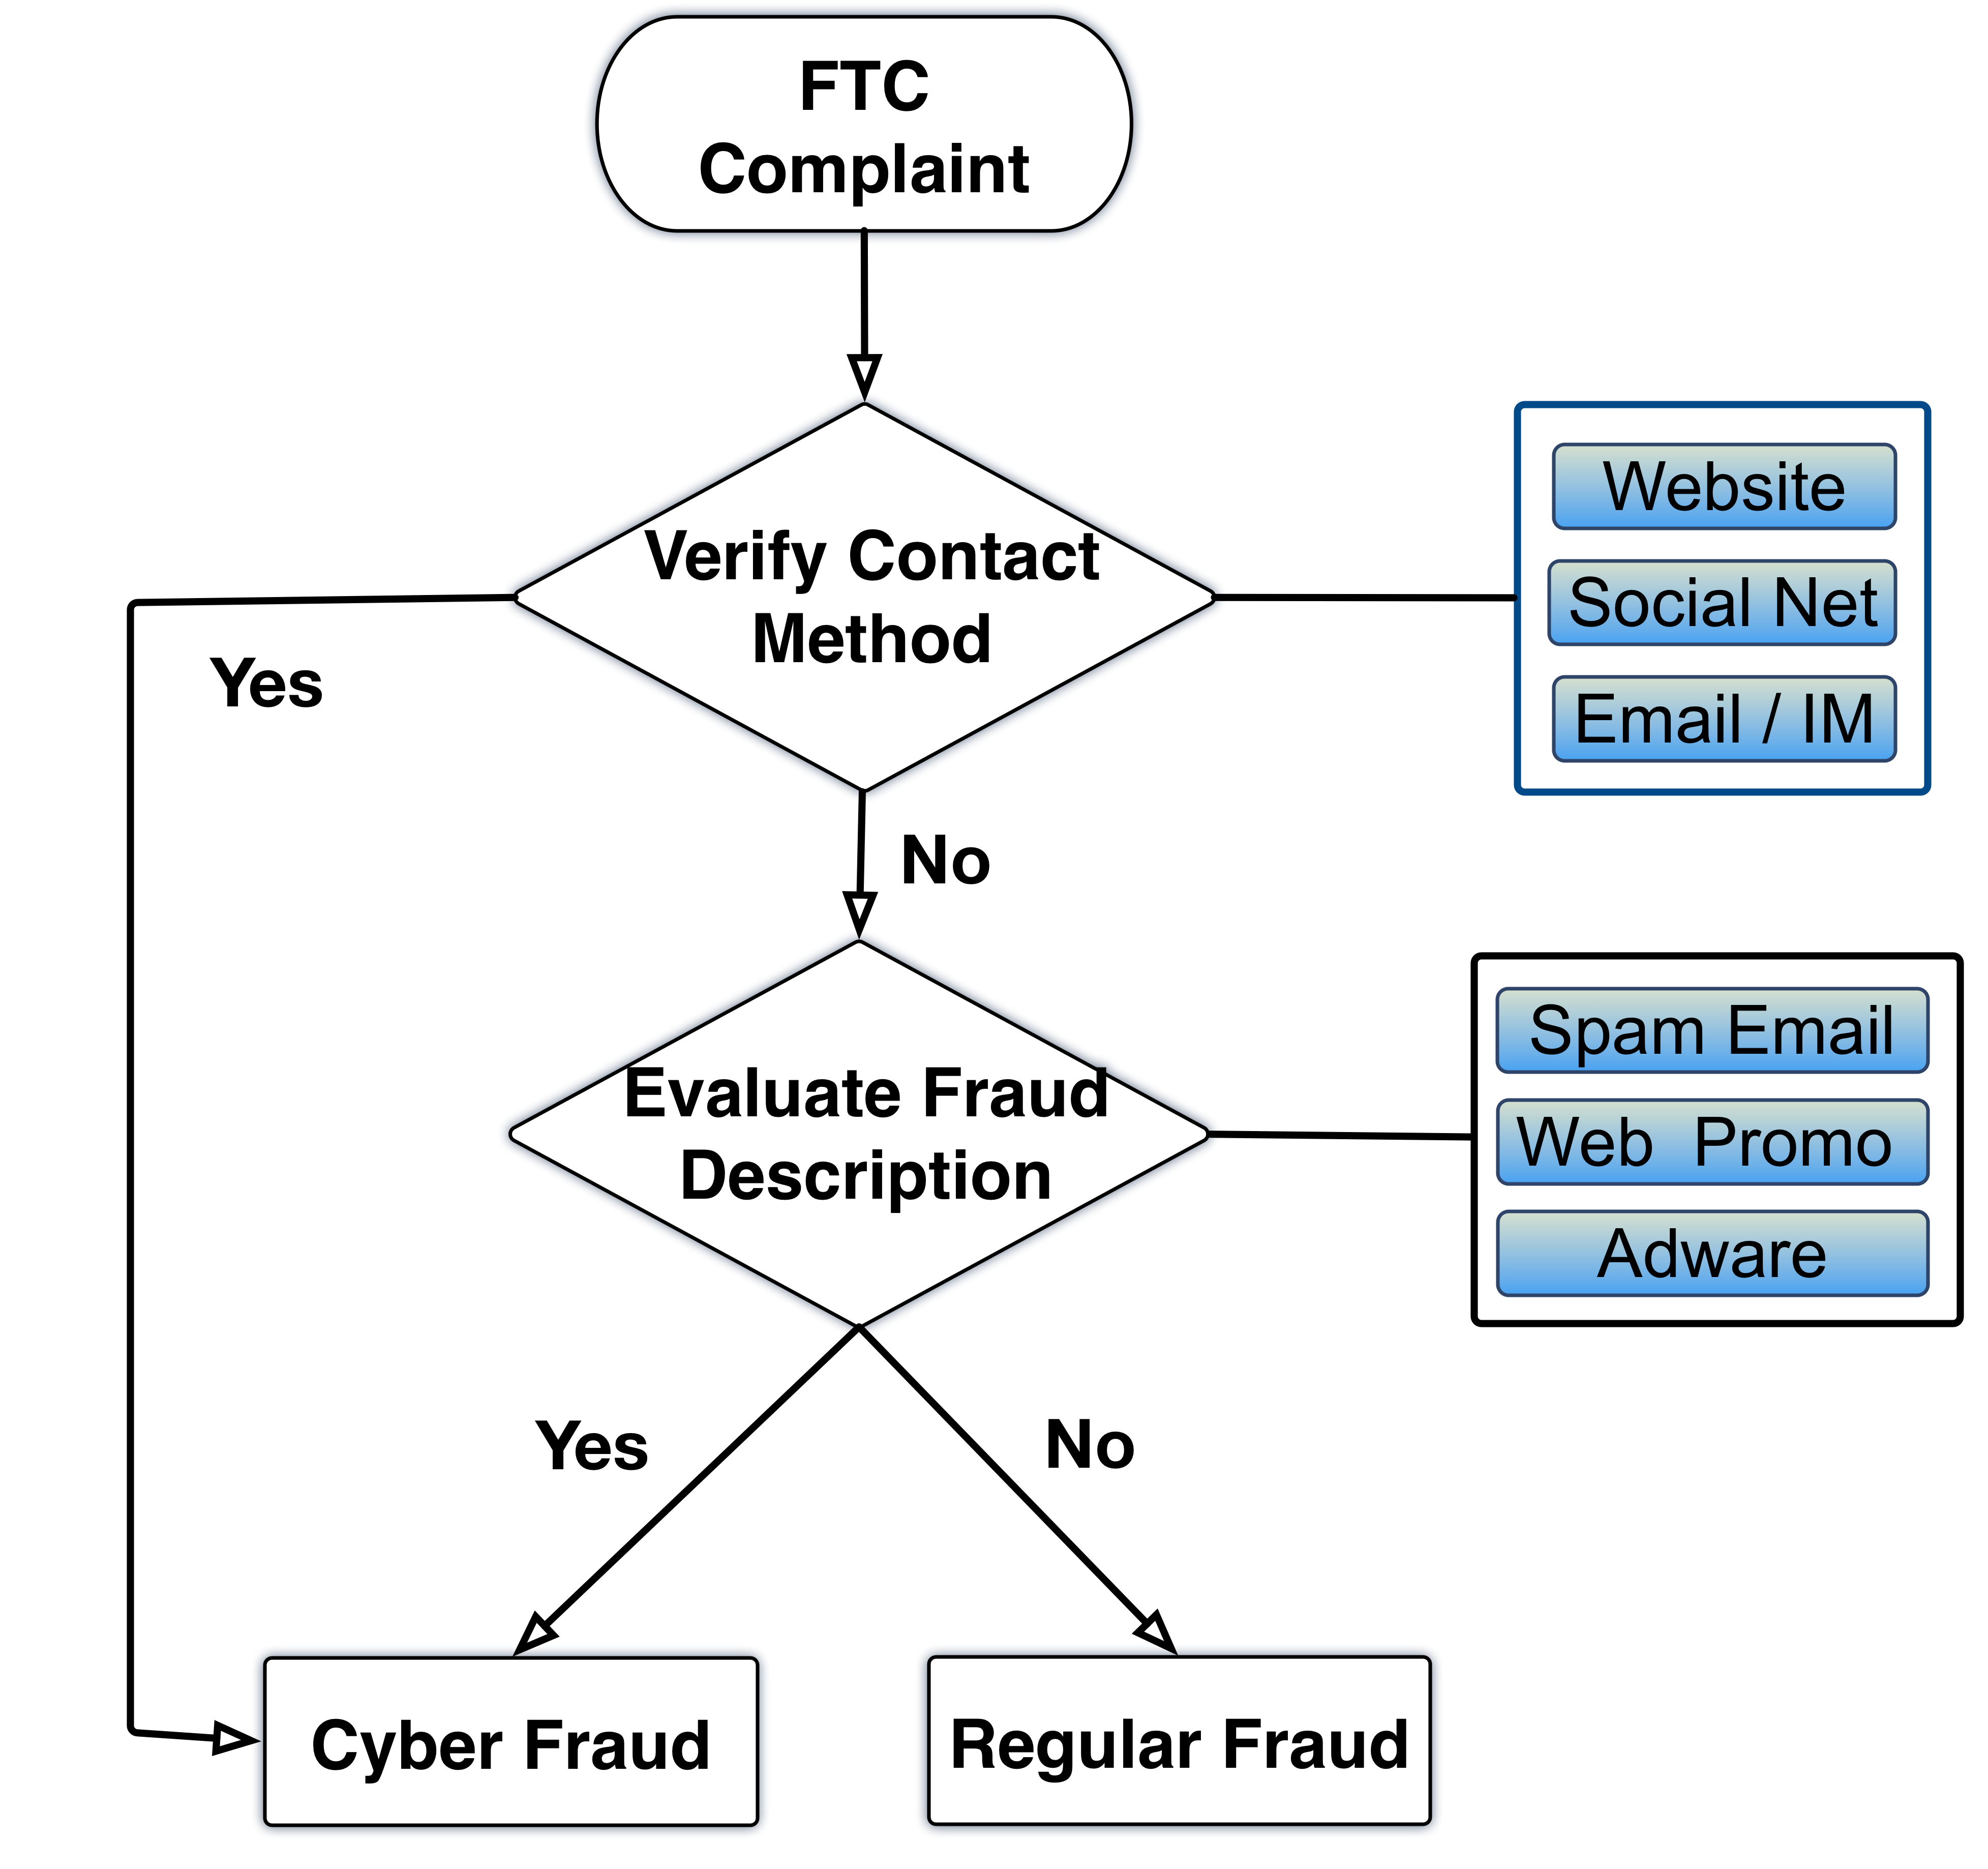 FTC
Complaint
Verify Contact
Method
Website
Social Net
Email / IM
Yes
No
Evaluate Fraud
Description
Spam Email
Web Promo
Adware
Yes
No
Cyber Fraud
Regular Fraud